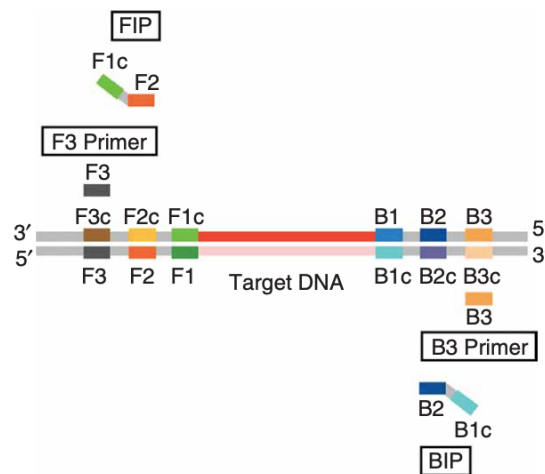 FIP
F1c F2
F3 Primer
F3
F3c F2c F1c B1 B2 B3
3′ 5
5′ 3
F3 F2 F1 Target DNA B1c B2c B3c
B3
B3 Primer
B2 B1c
BIP